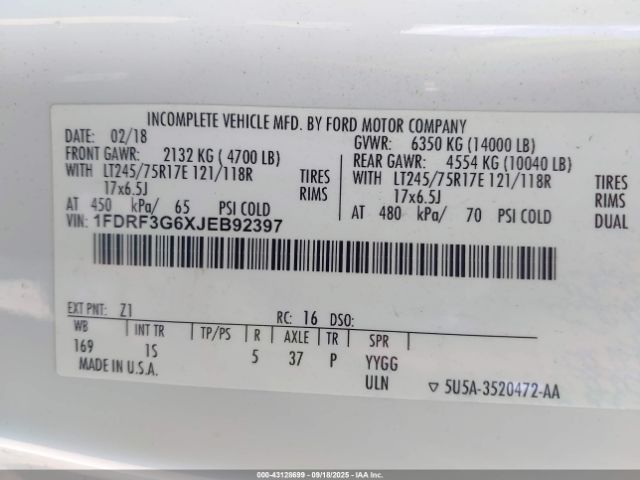 INCOMPLETE VEHICLE MFD. BY FORD MOTOR COMPANY
DATE: 02/18 GVWR: 6350 KG (14000 LB)
FRONT GAWR: 2132 KG ( 4700 LB) REAR GAWR: 4554 KG (10040 LB)
WITH LT245/75R17E 121/118R TIRES WITH LT245/75R17E 121/118R TIRES
17x6.5J RIMS 17x6.5J RIMS
AT 450 kPa/ 65 PSI COLD AT 480 kPa/ 70 PSI COLD DUAL
VIN: 1FDRF3G6XJEB92397
EXT PNT: Z1 RC: 16 DSO:
WB INT TR TP/PS R AXLE TR SPR
169 1S 5 37 P YYGG
MADE IN U.S.A. ULN ▽ 5U5A-3520472-AA
000-43128699 - 09/18/2025 - COPYRIGHT IAA, LLC.